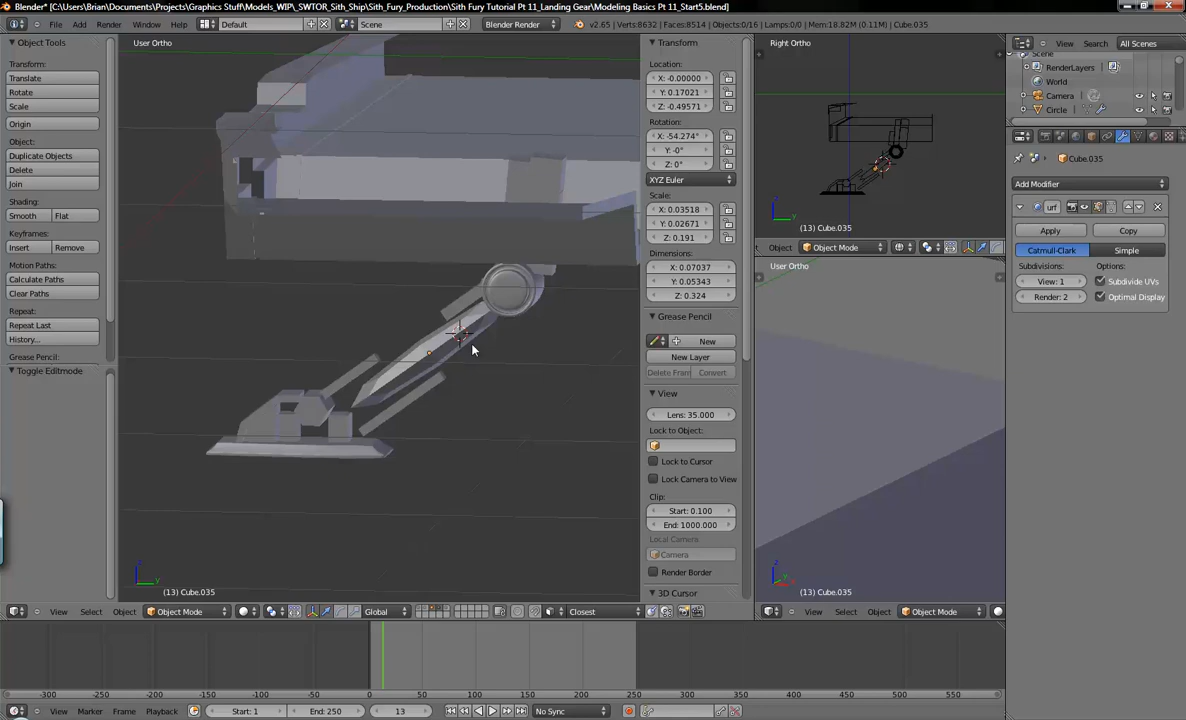 Blender* [C:\Users\Brian\Documents\Projects\Graphics Stuff\Models_WIP\_SWTOR_Sith_Ship\Sith_Fury_Production\Sith Fury Tutorial Pt 11_Landing Gear\Modeling Basics Pt 11_Start5.blend]
File Add Render Window Help Default Scene Blender Render v2.65 | Verts:8632 | Faces:8514 | Objects:0/16 | Lamps:0/0 | Mem:18.82M (0.11M) | Cube.035
Object Tools
Transform:
Translate
Rotate
Scale
Origin
Object:
Duplicate Objects
Delete
Join
Shading:
Smooth Flat
Keyframes:
Insert Remove
Motion Paths:
Calculate Paths
Clear Paths
Repeat:
Repeat Last
History...
Grease Pencil:
Toggle Editmode
User Ortho
(13) Cube.035
View Select Object Object Mode Global Closest
Transform
Location:
X: -0.00000
Y: 0.17021
Z: -0.49571
Rotation:
X: -54.274°
Y: -0°
Z: 0°
XYZ Euler
Scale:
X: 0.03518
Y: 0.02671
Z: 0.191
Dimensions:
X: 0.07037
Y: 0.05343
Z: 0.324
Grease Pencil
New
New Layer
Delete Fram Convert
View
Lens: 35.000
Lock to Object:
Lock to Cursor
Lock Camera to View
Clip:
Start: 0.100
End: 1000.000
Local Camera
Camera
Render Border
3D Cursor
Right Ortho
(13) Cube.035
Object Object Mode
User Ortho
(13) Cube.035
View Select Object Object Mode
View Search All Scenes
Scene
RenderLayers
World
Camera
Circle
Cube.035
Add Modifier
urf
Apply Copy
Catmull-Clark Simple
Subdivisions: Options:
View: 1 Subdivide UVs
Render: 2 Optimal Display
-300 -250 -200 -150 -100 -50 0 50 100 150 200 250 300 350 400 450 500 550
View Marker Frame Playback Start: 1 End: 250 13 No Sync